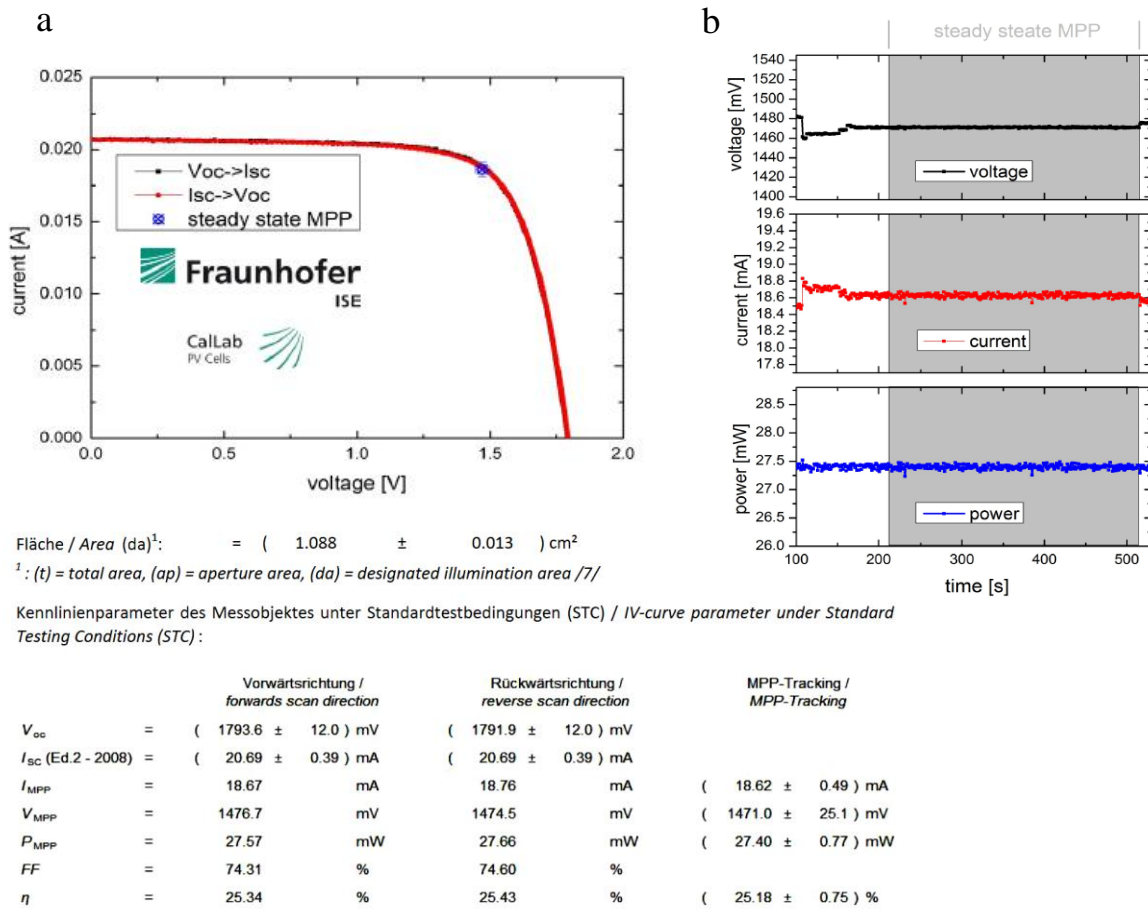 a
0.025
0.020
0.015
0.010
0.005
0.000
current [A]
Voc->Isc
Isc->Voc
steady state MPP
Fraunhofer
ISE
CalLab
PV Cells
0.0 0.5 1.0 1.5 2.0
voltage [V]
b
steady steate MPP
1540
1520
1500
1480
1460
1440
1420
1400
voltage [mV]
voltage
19.6
19.4
19.2
19.0
18.8
18.6
18.4
18.2
18.0
17.8
current [mA]
current
28.5
28.0
27.5
27.0
26.5
26.0
power [mW]
power
100 200 300 400 500
time [s]
Fläche / Area (da)¹: = ( 1.088 ± 0.013 ) cm²
¹ : (t) = total area, (ap) = aperture area, (da) = designated illumination area /7/
Kennlinienparameter des Messobjektes unter Standardtestbedingungen (STC) / IV-curve parameter under Standard
Testing Conditions (STC) :
Vorwärtsrichtung / Rückwärtsrichtung / MPP-Tracking /
forwards scan direction reverse scan direction MPP-Tracking
Voc = ( 1793.6 ± 12.0 ) mV ( 1791.9 ± 12.0 ) mV
ISC (Ed.2 - 2008) = ( 20.69 ± 0.39 ) mA ( 20.69 ± 0.39 ) mA
IMPP = 18.67 mA 18.76 mA ( 18.62 ± 0.49 ) mA
VMPP = 1476.7 mV 1474.5 mV ( 1471.0 ± 25.1 ) mV
PMPP = 27.57 mW 27.66 mW ( 27.40 ± 0.77 ) mW
FF = 74.31 % 74.60 %
η = 25.34 % 25.43 % ( 25.18 ± 0.75 ) %